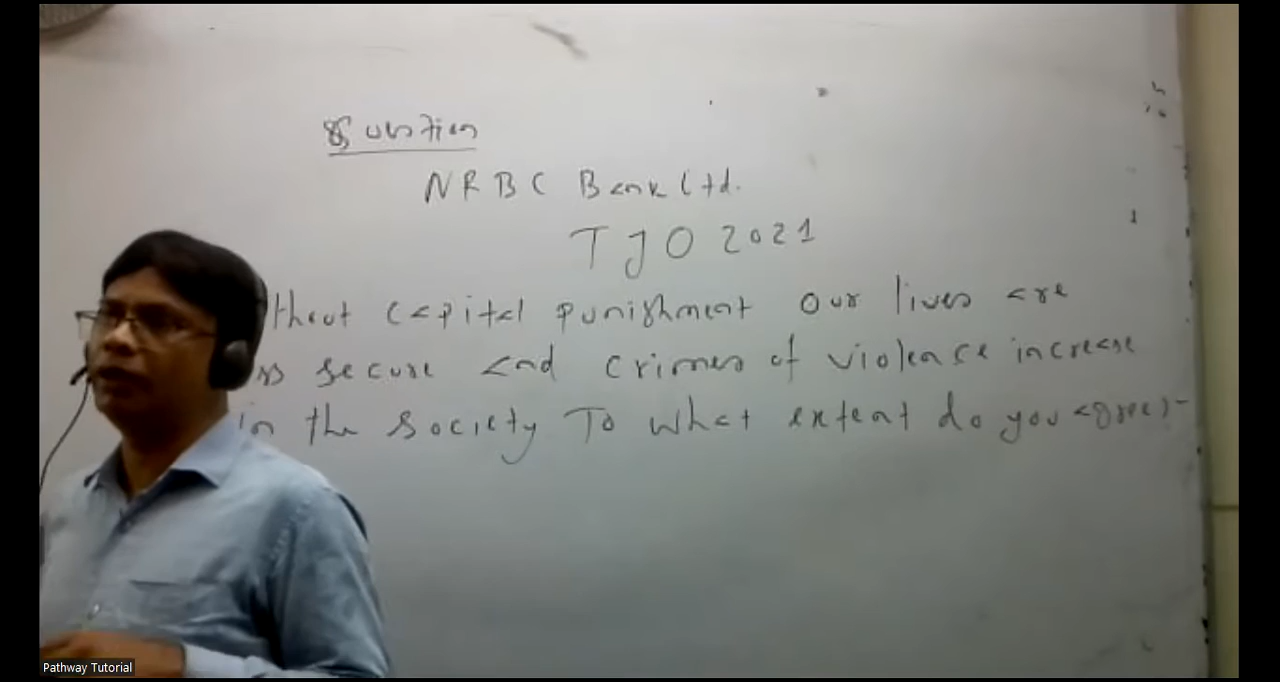 Question
NRBC Bank Ltd.
TJO 2021
thout capital punishment our lives are
ss secure and crimes of violence increase
in the society To what extent do you agree?
Pathway Tutorial